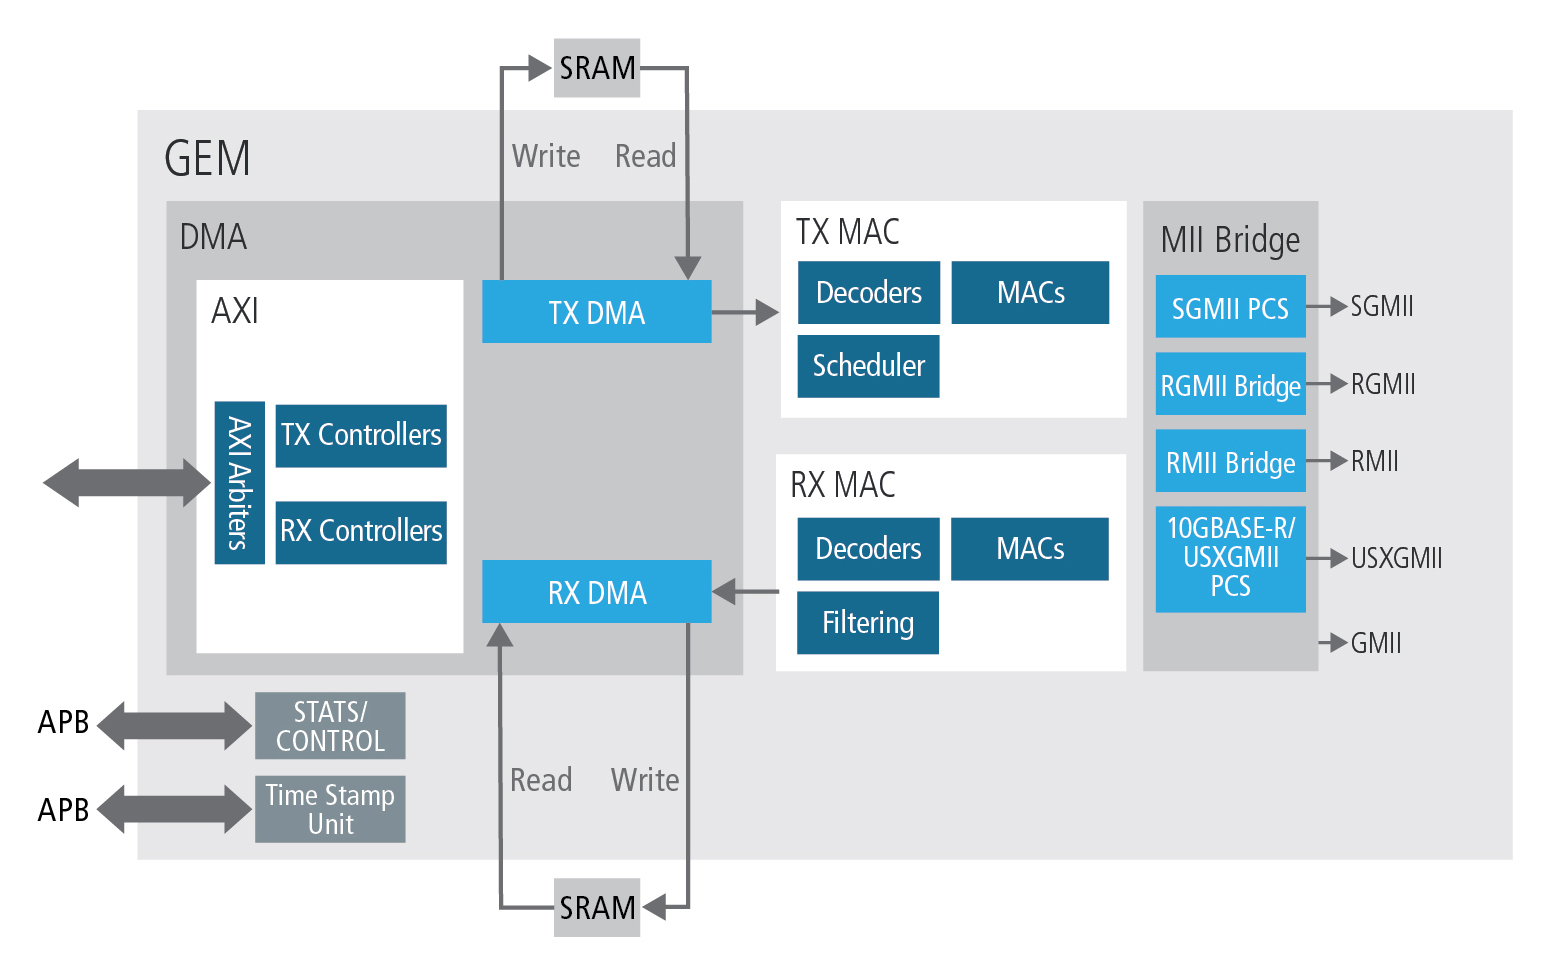 SRAM
Write
Read
GEM
DMA
AXI
AXI Arbiters
TX Controllers
RX Controllers
TX DMA
RX DMA
TX MAC
Decoders
MACs
Scheduler
RX MAC
Decoders
MACs
Filtering
MII Bridge
SGMII PCS
SGMII
RGMII Bridge
RGMII
RMII Bridge
RMII
10GBASE-R/
USXGMII
PCS
USXGMII
GMII
APB
STATS/
CONTROL
APB
Time Stamp
Unit
Read
Write
SRAM